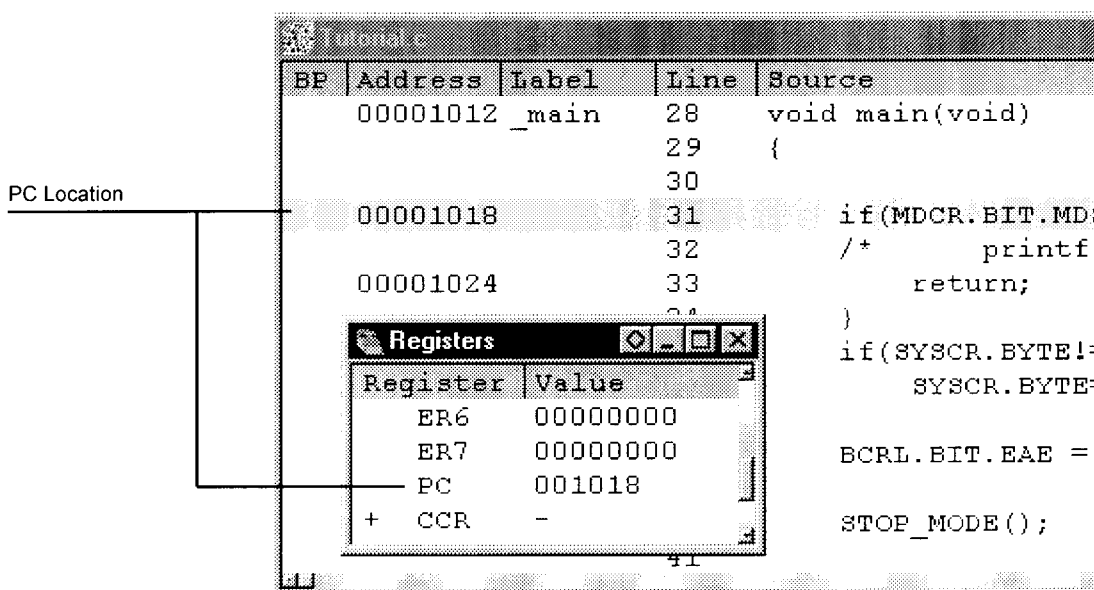 Tutorial.c
BP Address Label Line Source
00001012 _main 28 void main(void)
29 {
30
PC Location
00001018 31 if(MDCR.BIT.MDS
32 /* printf
00001024 33 return;
}
Registers
if(SYSCR.BYTE!=
Register Value
SYSCR.BYTE=
ER6 00000000
ER7 00000000
BCRL.BIT.EAE =
PC 001018
+ CCR -
STOP_MODE();
41